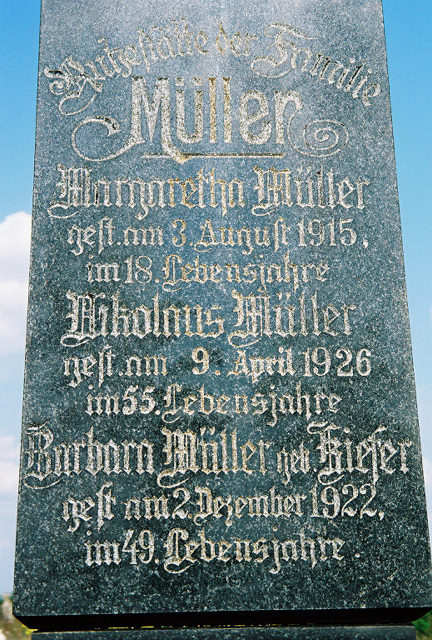 Ruhestätte der Familie
Müller
Margaretha Müller
gest. am 3. August 1915.
im 18. Lebensjahre
Nikolaus Müller
gest. am 9. April 1926
im 55. Lebensjahre
Barbara Müller geb. Kiefer
gest. am 2. Dezember 1922.
im 49. Lebensjahre.